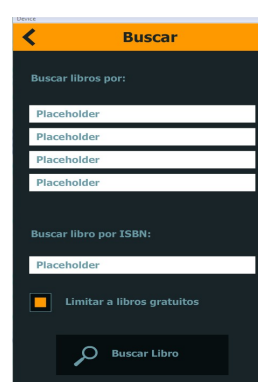 Device
Buscar
Buscar libros por:
Placeholder
Placeholder
Placeholder
Placeholder
Buscar libro por ISBN:
Placeholder
Limitar a libros gratuitos
Buscar Libro